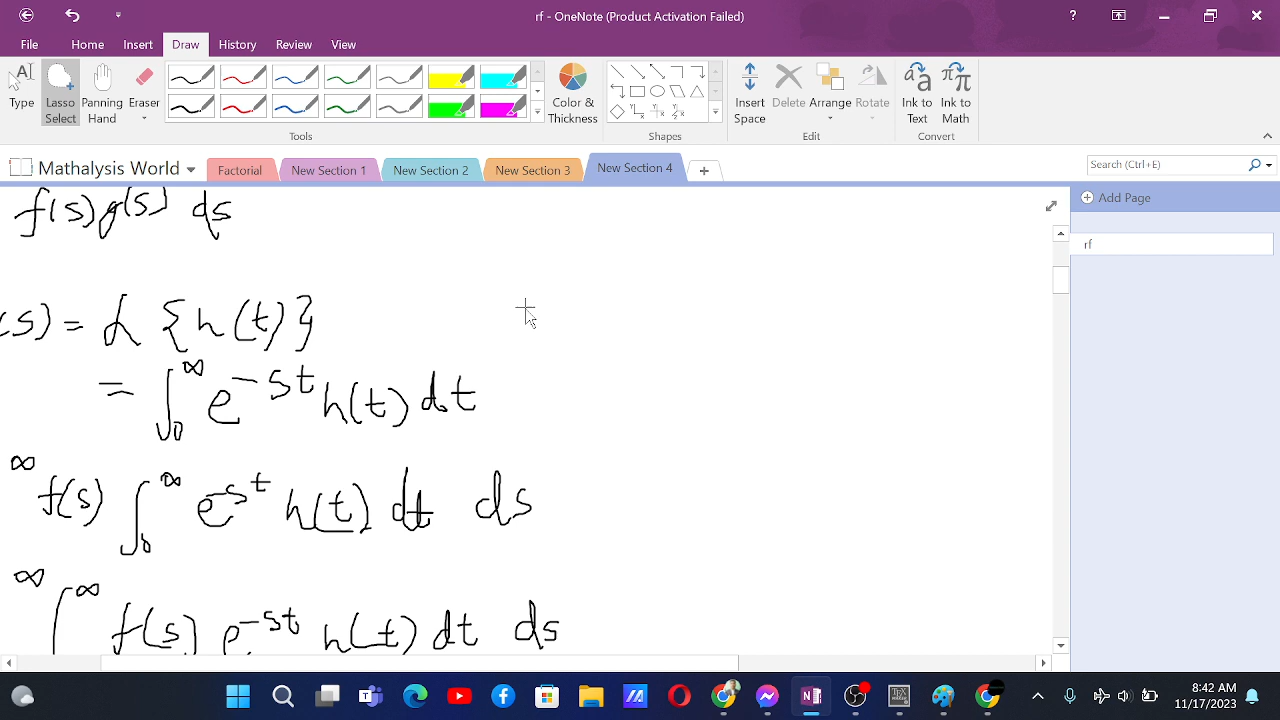 rf - OneNote (Product Activation Failed)
File Home Insert Draw History Review View
Type Lasso Select Panning Hand Eraser Color & Thickness Insert Space Delete Arrange Rotate Ink to Text Ink to Math
Tools Shapes Edit Convert
Mathalysis World Factorial New Section 1 New Section 2 New Section 3 New Section 4 Search (Ctrl+E)
Add Page
rf
f(s)g(s) ds
(s) = ℒ {h(t)}
= ∫₀^∞ e^-st h(t) dt
∞ f(s) ∫₀^∞ e^st h(t) dt ds
∞ ∫^∞ f(s) e^-st h(t) dt ds
8:42 AM
11/17/2023